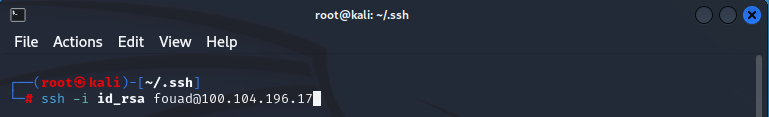 root@kali: ~/.ssh
File Actions Edit View Help
┌──(root㉿kali)-[~/.ssh]
└─# ssh -i id_rsa fouad@100.104.196.17